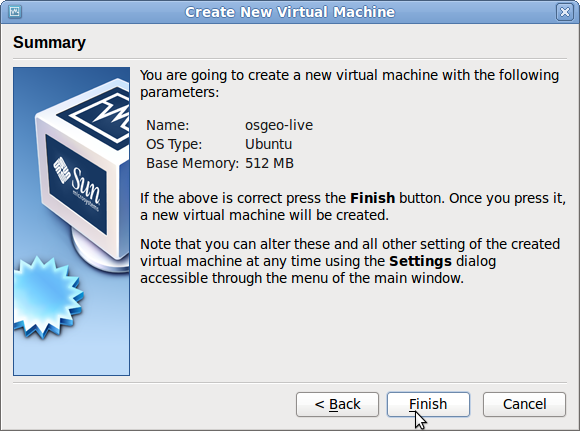 Create New Virtual Machine
Summary
You are going to create a new virtual machine with the following
parameters:
Name: osgeo-live
OS Type: Ubuntu
Base Memory: 512 MB
If the above is correct press the Finish button. Once you press it,
a new virtual machine will be created.
Note that you can alter these and all other setting of the created
virtual machine at any time using the Settings dialog
accessible through the menu of the main window.
Sun
microsystems
< Back
Finish
Cancel